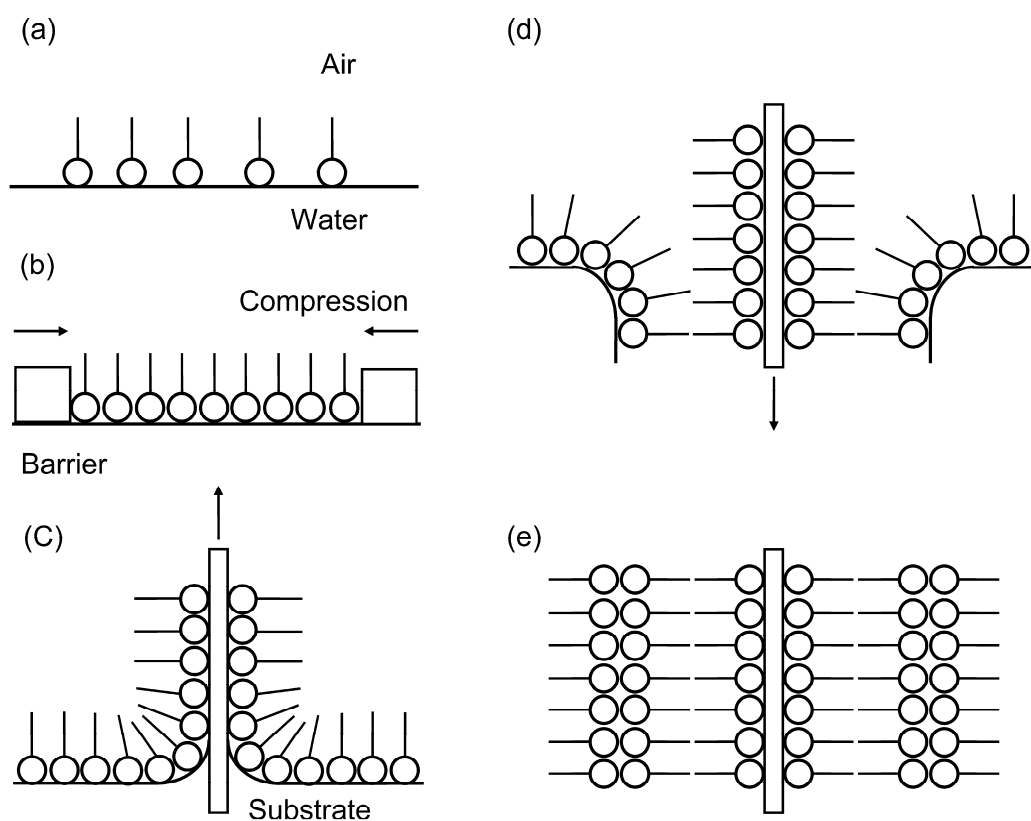 (a)
Air
Water
(b)
Compression
Barrier
(C)
Substrate
(d)
(e)